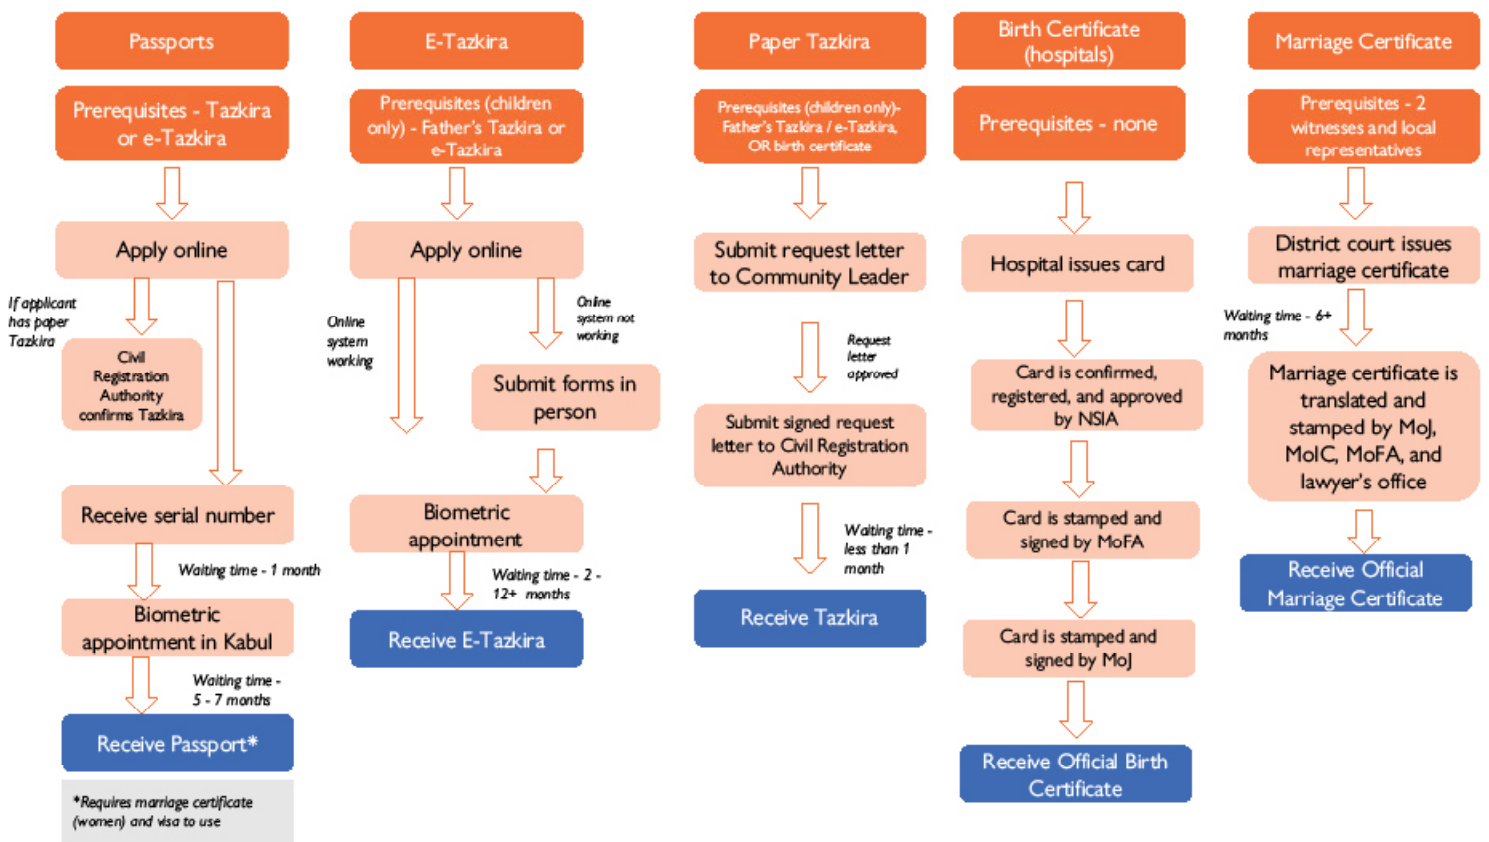 Passports
Prerequisites - Tazkira
or e-Tazkira
Apply online
If applicant
has paper
Tazkira
Civil
Registration
Authority
confirms Tazkira
Receive serial number
Waiting time - 1 month
Biometric
appointment in Kabul
Waiting time -
5 - 7 months
Receive Passport*
*Requires marriage certificate
(women) and visa to use
E-Tazkira
Prerequisites (children
only) - Father's Tazkira or
e-Tazkira
Apply online
Online
system
working
Online
system not
working
Submit forms in
person
Biometric
appointment
Waiting time - 2 -
12+ months
Receive E-Tazkira
Paper Tazkira
Prerequisites (children only)-
Father's Tazkira / e-Tazkira,
OR birth certificate
Submit request letter
to Community Leader
Request
letter
approved
Submit signed request
letter to Civil Registration
Authority
Waiting time -
less than 1
month
Receive Tazkira
Birth Certificate
(hospitals)
Prerequisites - none
Hospital issues card
Card is confirmed,
registered, and approved
by NSIA
Card is stamped and
signed by MoFA
Card is stamped and
signed by MoJ
Receive Official Birth
Certificate
Marriage Certificate
Prerequisites - 2
witnesses and local
representatives
District court issues
marriage certificate
Waiting time - 6+
months
Marriage certificate is
translated and
stamped by MoJ,
MoIC, MoFA, and
lawyer's office
Receive Official
Marriage Certificate